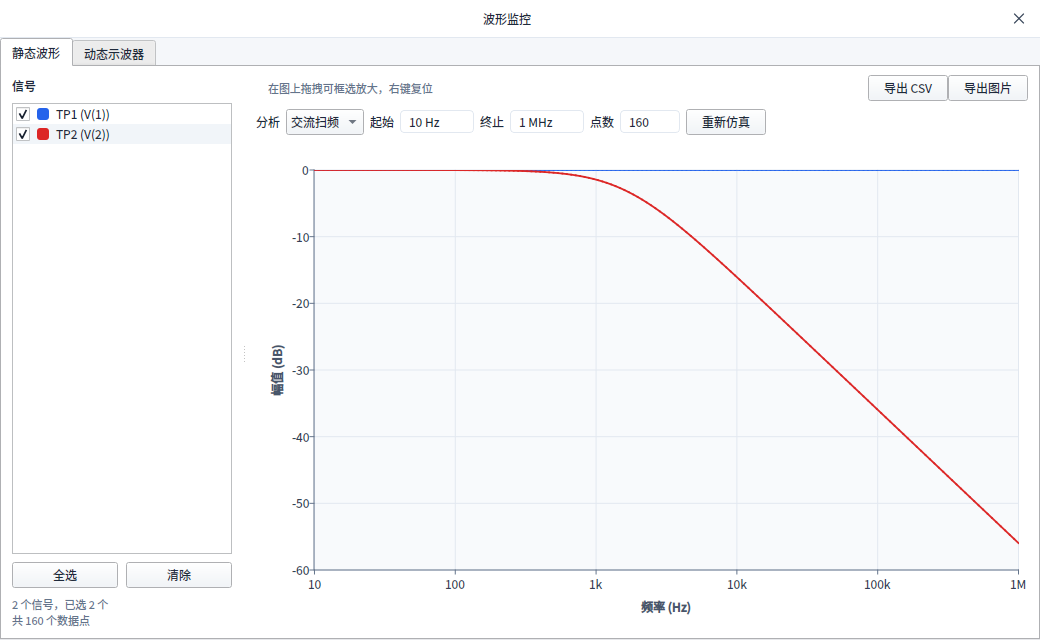 波形监控
静态波形
动态示波器
信号
在图上拖拽可框选放大，右键复位
导出 CSV
导出图片
TP1 (V(1))
TP2 (V(2))
分析 交流扫频 起始 10 Hz 终止 1 MHz 点数 160 重新仿真
0
-10
-20
-30
-40
-50
-60
幅值 (dB)
10 100 1k 10k 100k 1M
频率 (Hz)
全选 清除
2 个信号，已选 2 个
共 160 个数据点